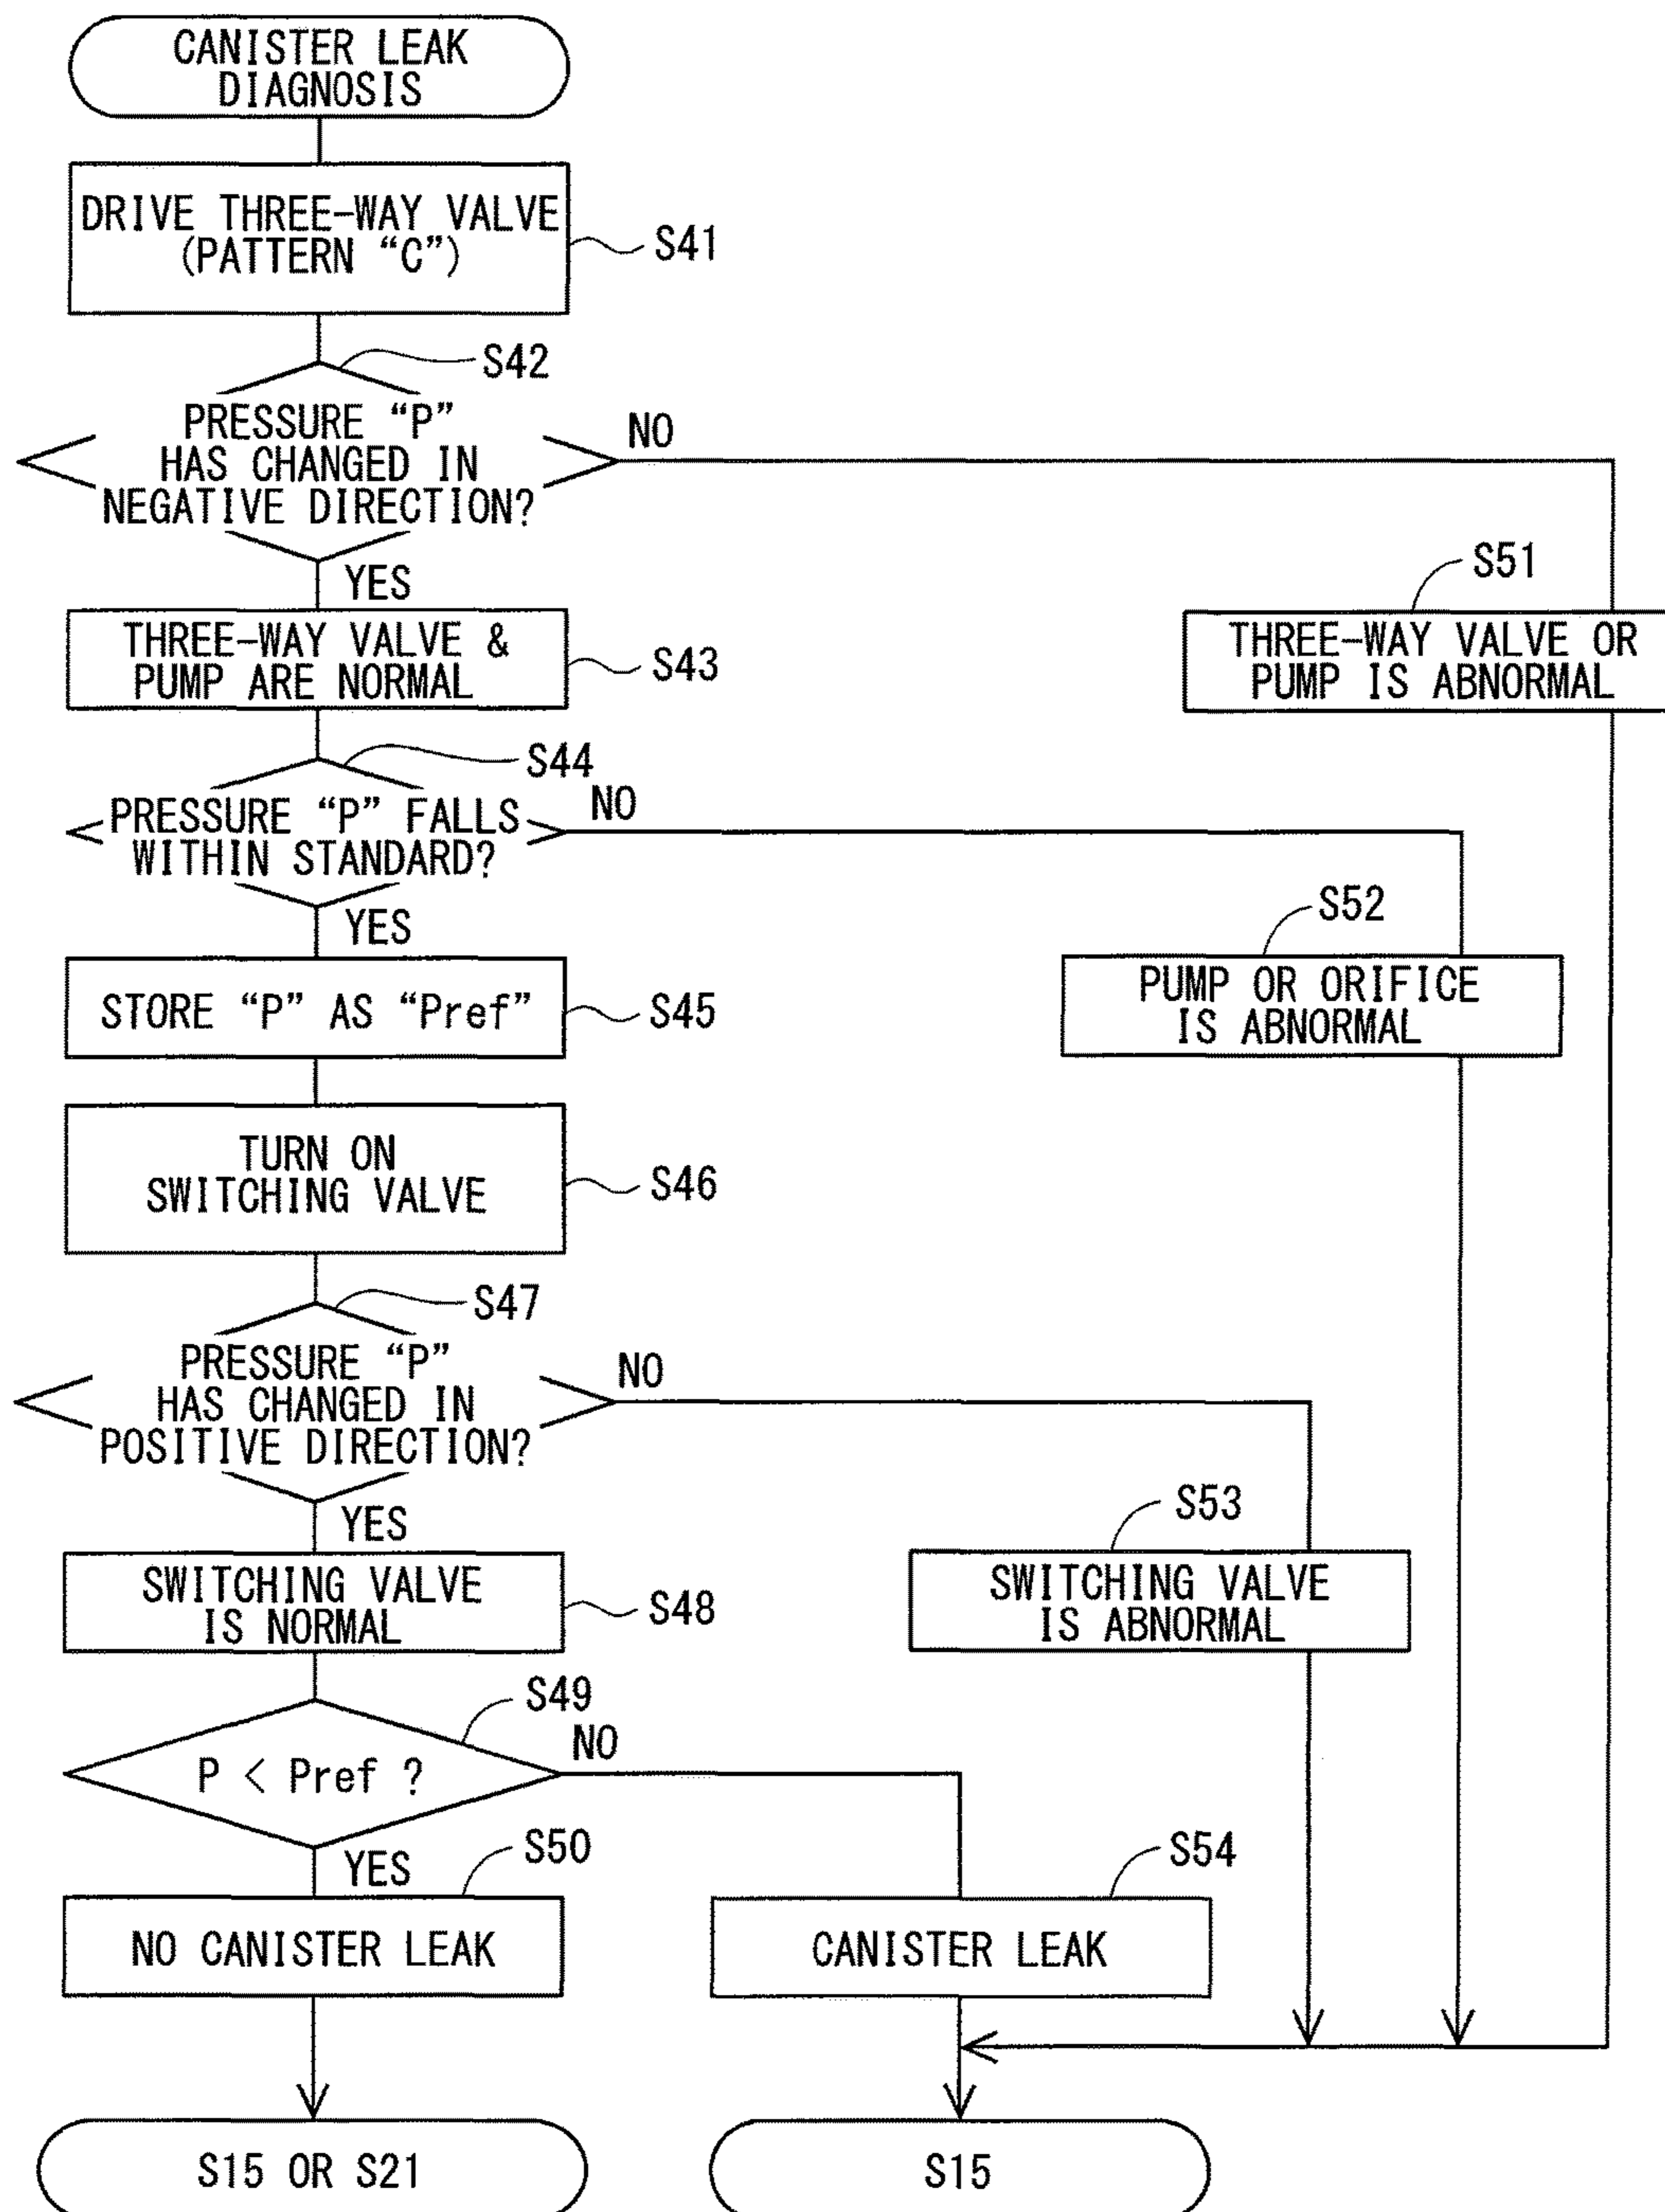 CANISTER LEAK
DIAGNOSIS
DRIVE THREE-WAY VALVE
(PATTERN “C”)
S41
S42
PRESSURE “P”
HAS CHANGED IN
NEGATIVE DIRECTION?
NO
YES
S51
THREE-WAY VALVE OR
PUMP IS ABNORMAL
THREE-WAY VALVE &
PUMP ARE NORMAL
S43
S44
PRESSURE “P” FALLS
WITHIN STANDARD?
NO
YES
S52
PUMP OR ORIFICE
IS ABNORMAL
STORE “P” AS “Pref”
S45
TURN ON
SWITCHING VALVE
S46
S47
PRESSURE “P”
HAS CHANGED IN
POSITIVE DIRECTION?
NO
YES
S53
SWITCHING VALVE
IS ABNORMAL
SWITCHING VALVE
IS NORMAL
S48
S49
P < Pref ?
NO
YES
S50
S54
NO CANISTER LEAK
CANISTER LEAK
S15 OR S21
S15